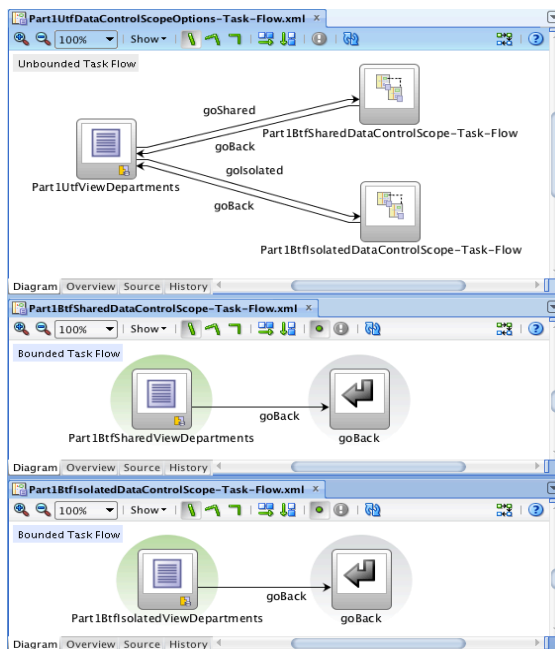 Part1UtfDataControlScopeOptions-Task-Flow.xml
100% Show
Unbounded Task Flow
goShared
Part1BtfSharedDataControlScope-Task-Flow
goBack
goIsolated
Part1UtfViewDepartments
goBack
Part1BtfIsolatedDataControlScope-Task-Flow
Diagram Overview Source History
Part1BtfSharedDataControlScope-Task-Flow.xml
100% Show
Bounded Task Flow
goBack
Part1BtfSharedViewDepartments goBack
Diagram Overview Source History
Part1BtfIsolatedDataControlScope-Task-Flow.xml
100% Show
Bounded Task Flow
goBack
Part1BtfIsolatedViewDepartments goBack
Diagram Overview Source History